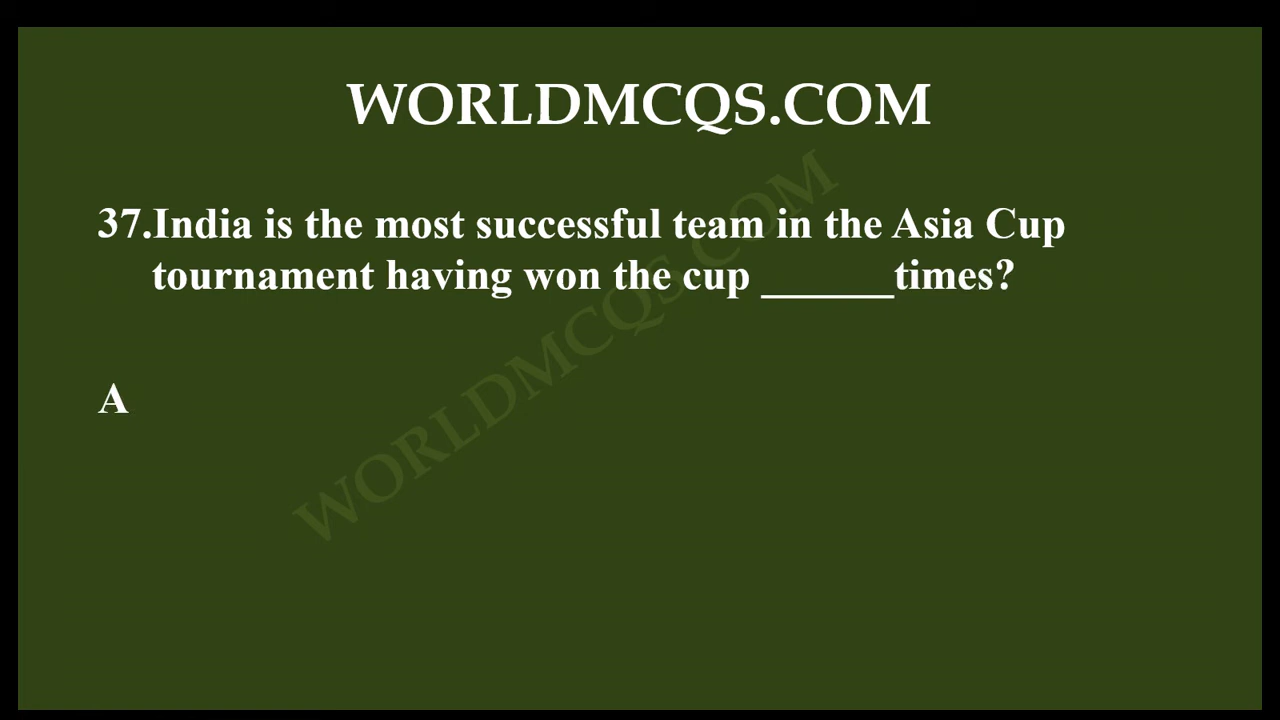 WORLDMCQS.COM
37.India is the most successful team in the Asia Cup
tournament having won the cup ______times?
A
WORLDMCQS.COM